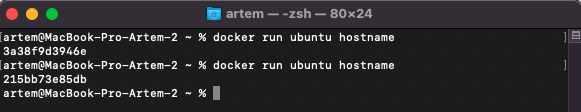 artem — -zsh — 80×24
[artem@MacBook-Pro-Artem-2 ~ % docker run ubuntu hostname ]
3a38f9d3946e
[artem@MacBook-Pro-Artem-2 ~ % docker run ubuntu hostname ]
215bb73e85db
artem@MacBook-Pro-Artem-2 ~ %